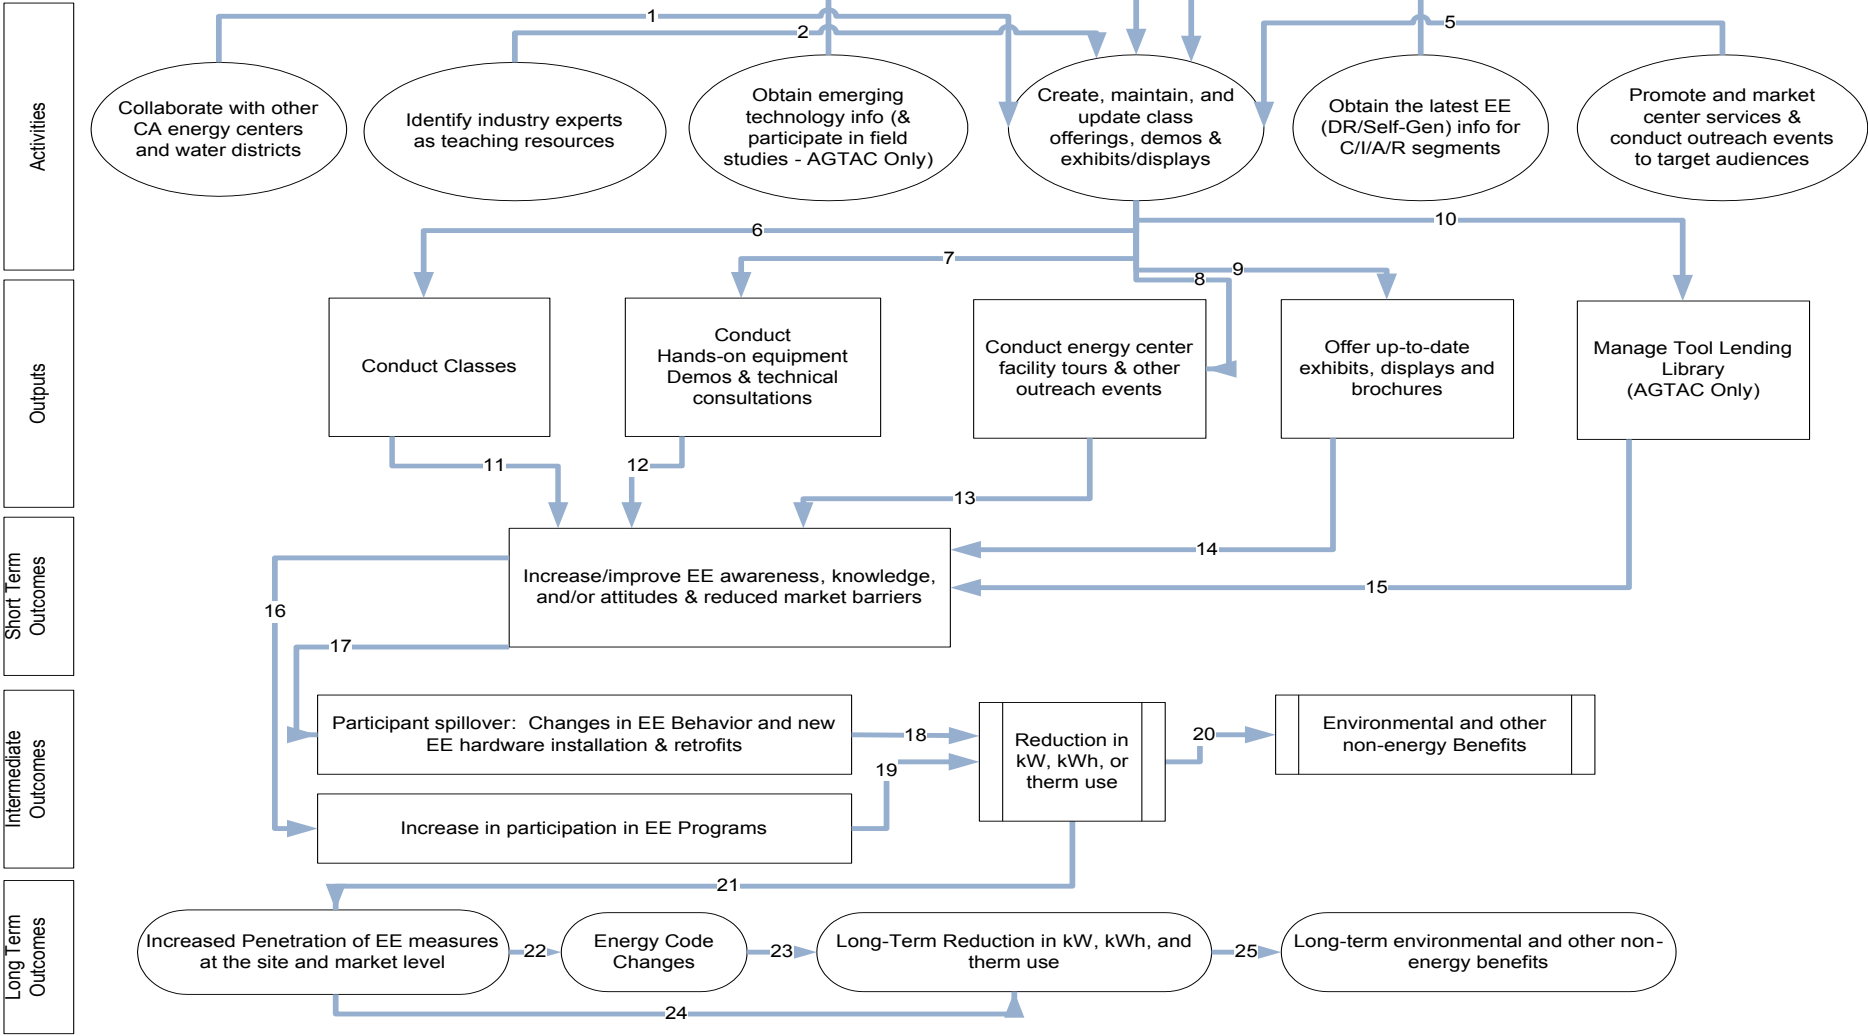 Activities
1
2
5
Collaborate with other
CA energy centers
and water districts
Identify industry experts
as teaching resources
Obtain emerging
technology info (&
participate in field
studies - AGTAC Only)
Create, maintain, and
update class
offerings, demos &
exhibits/displays
Obtain the latest EE
(DR/Self-Gen) info for
C/I/A/R segments
Promote and market
center services &
conduct outreach events
to target audiences
6
7
8
9
10
Outputs
Conduct Classes
Conduct
Hands-on equipment
Demos & technical
consultations
Conduct energy center
facility tours & other
outreach events
Offer up-to-date
exhibits, displays and
brochures
Manage Tool Lending
Library
(AGTAC Only)
11
12
13
14
15
Short Term
Outcomes
Increase/improve EE awareness, knowledge,
and/or attitudes & reduced market barriers
16
17
Intermediate
Outcomes
Participant spillover: Changes in EE Behavior and new
EE hardware installation & retrofits
18
Increase in participation in EE Programs
19
Reduction in
kW, kWh, or
therm use
20
Environmental and other
non-energy Benefits
21
Long Term
Outcomes
Increased Penetration of EE measures
at the site and market level
22
Energy Code
Changes
23
Long-Term Reduction in kW, kWh, and
therm use
25
Long-term environmental and other non-
energy benefits
24